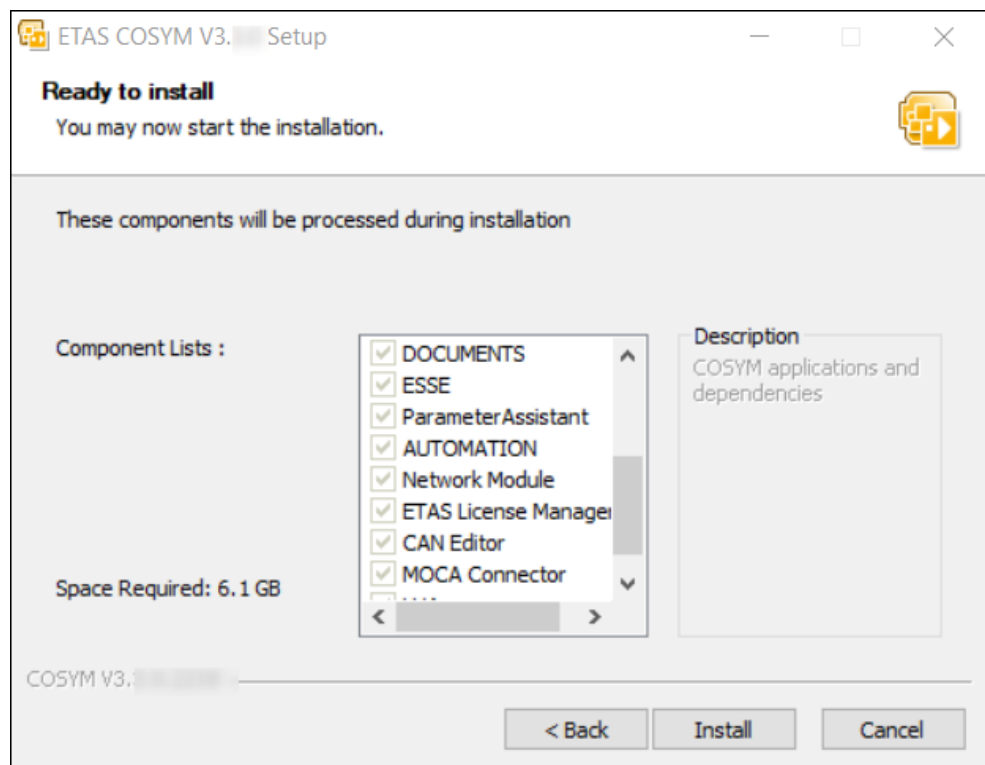 ETAS COSYM V3. Setup
Ready to install
You may now start the installation.
These components will be processed during installation
Component Lists :
DOCUMENTS
ESSE
ParameterAssistant
AUTOMATION
Network Module
ETAS License Manager
CAN Editor
MOCA Connector
Description
COSYM applications and
dependencies
Space Required: 6.1 GB
COSYM V3.
< Back
Install
Cancel